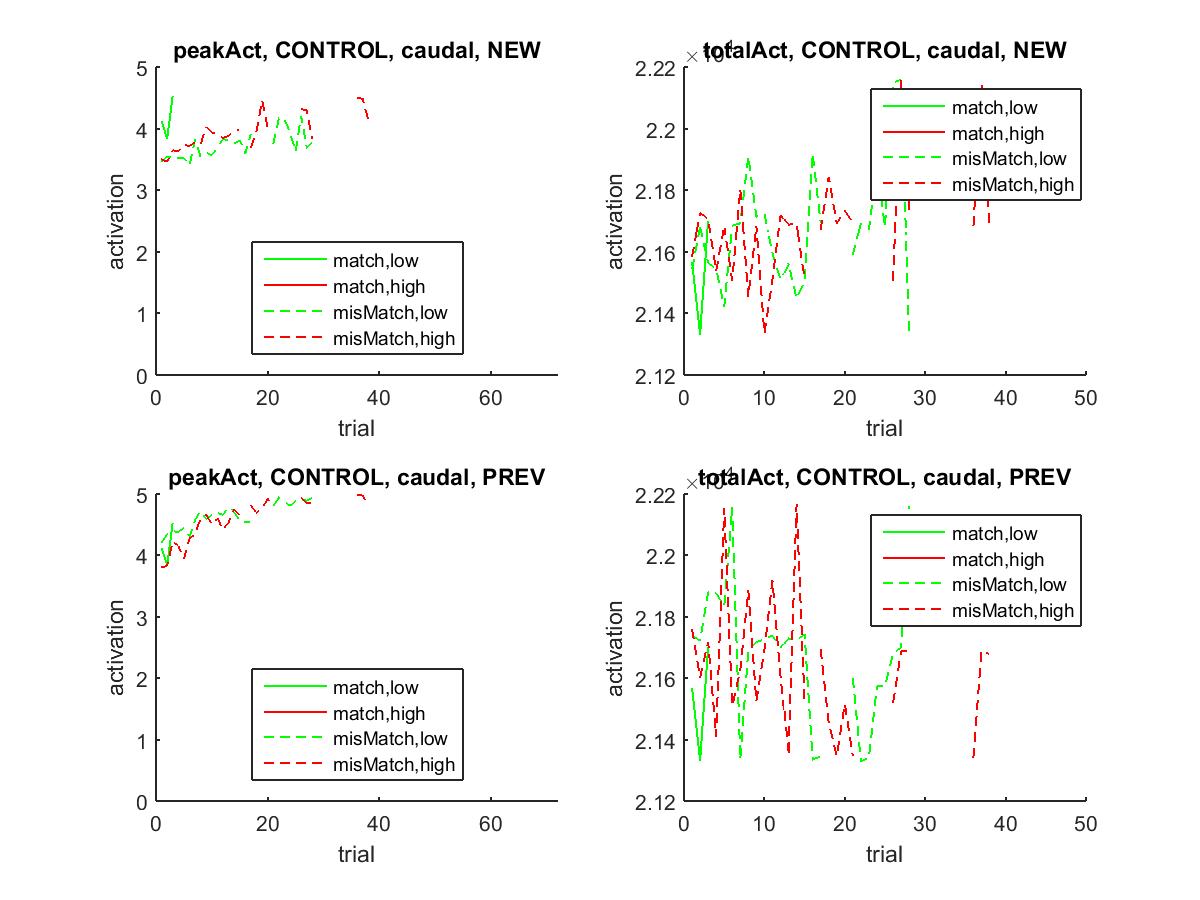 peakAct, CONTROL, caudal, NEW
5
4
3
2
1
0
activation
match,low
match,high
misMatch,low
misMatch,high
0 20 40 60
trial
totalAct, CONTROL, caudal, NEW
2.22
2.2
2.18
2.16
2.14
2.12
activation
match,low
match,high
misMatch,low
misMatch,high
0 10 20 30 40 50
trial
peakAct, CONTROL, caudal, PREV
5
4
3
2
1
0
activation
match,low
match,high
misMatch,low
misMatch,high
0 20 40 60
trial
totalAct, CONTROL, caudal, PREV
2.22
2.2
2.18
2.16
2.14
2.12
activation
match,low
match,high
misMatch,low
misMatch,high
0 10 20 30 40 50
trial